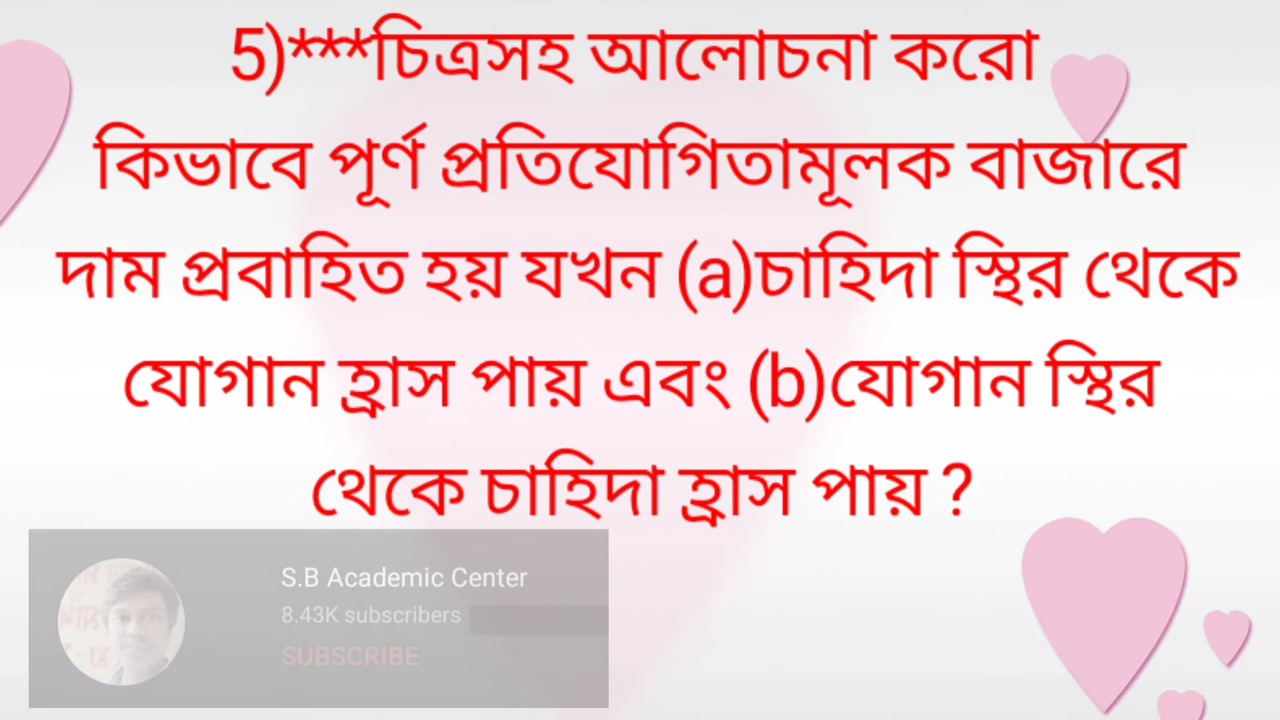 5)***চিত্রসহ আলোচনা করো
কিভাবে পূর্ণ প্রতিযোগিতামূলক বাজারে
দাম প্রবাহিত হয় যখন (a)চাহিদা স্থির থেকে
যোগান হ্রাস পায় এবং (b)যোগান স্থির
থেকে চাহিদা হ্রাস পায় ?
S.B Academic Center
8.43K subscribers
SUBSCRIBE